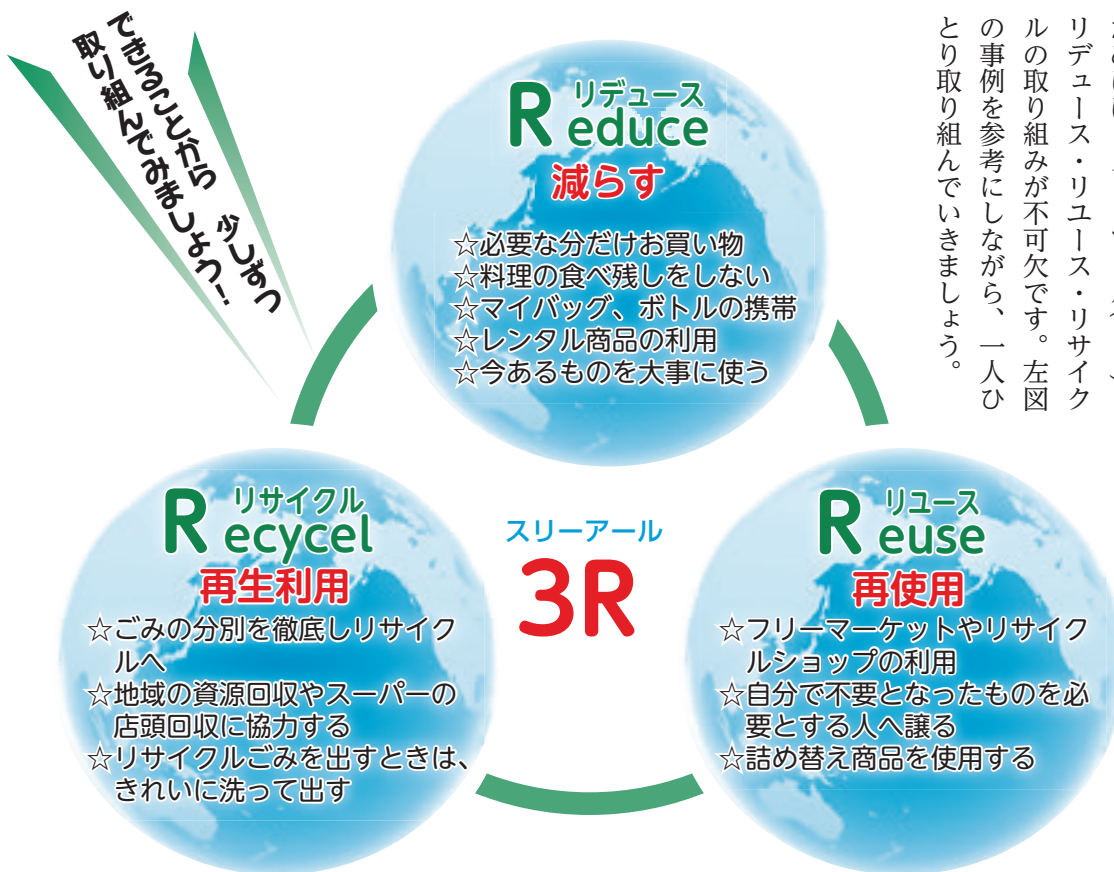 リデュース・リユース・リサイク
ルの取り組みが不可欠です。左図
の事例を参考にしながら、一人ひ
とり取り組んでいきましょう。
できることから 少しずつ
取り組んでみましょう！
リデュース
Reduce
減らす
☆必要な分だけお買い物
☆料理の食べ残しをしない
☆マイバッグ、ボトルの携帯
☆レンタル商品の利用
☆今あるものを大事に使う
スリーアール
3R
リサイクル
Recycel
再生利用
☆ごみの分別を徹底しリサイク
ルへ
☆地域の資源回収やスーパーの
店頭回収に協力する
☆リサイクルごみを出すときは、
きれいに洗って出す
リユース
Reuse
再使用
☆フリーマーケットやリサイク
ルショップの利用
☆自分で不要となったものを必
要とする人へ譲る
☆詰め替え商品を使用する